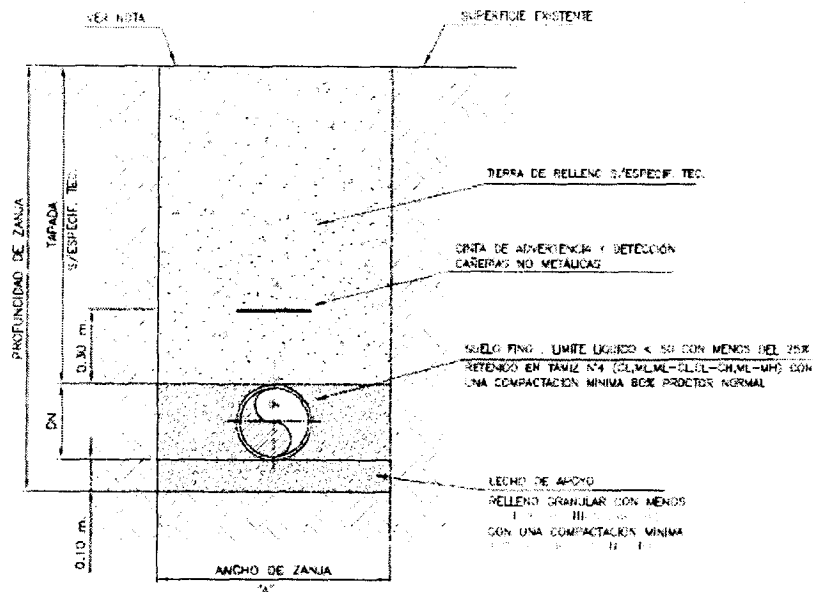 VER NOTA
SUPERFICIE EXISTENTE
PROFUNCIDAD DE ZANJA
TAPADA
S/ESPECIF. TEC.
TIERRA DE RELLENO S/ESPECIF. TEC.
CINTA DE ADVERTENCIA Y DETECCIÓN
CAÑERIAS NO METÁLICAS
0.30 m
SUELO FINO LIMITE LIQUIDO < 50 CON MENOS DEL 25%
RETENIDO EN TAMIZ N°4 (CL,ML,ML-CL,CL-CH,ML-MH) CON
UNA COMPACTACION MINIMA 80% PROCTOR NORMAL
DN
LECHO DE APOYO
RELLENO GRANULAR CON MENOS
CON UNA COMPACTACION MINIMA
0.10 m.
ANCHO DE ZANJA
"A"